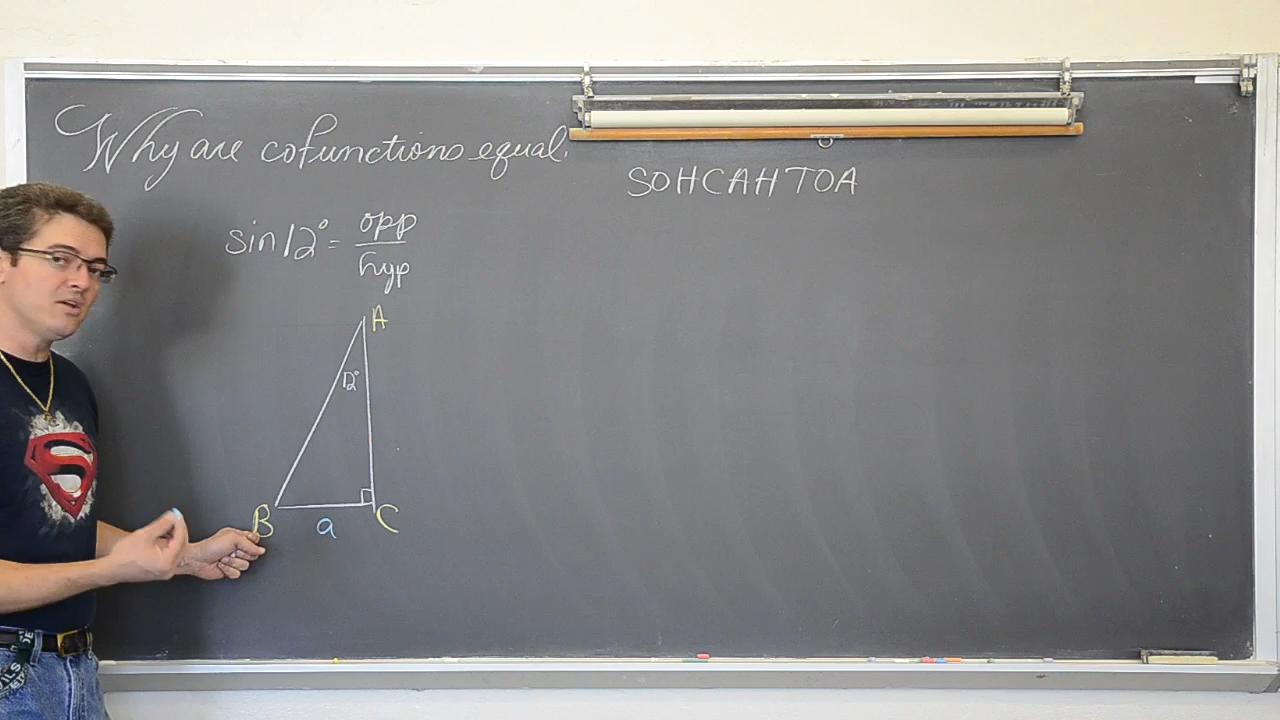 Why are cofunctions equal.
SOHCAHTOA
sin 12° = opp
hyp
A
12°
B
a
C